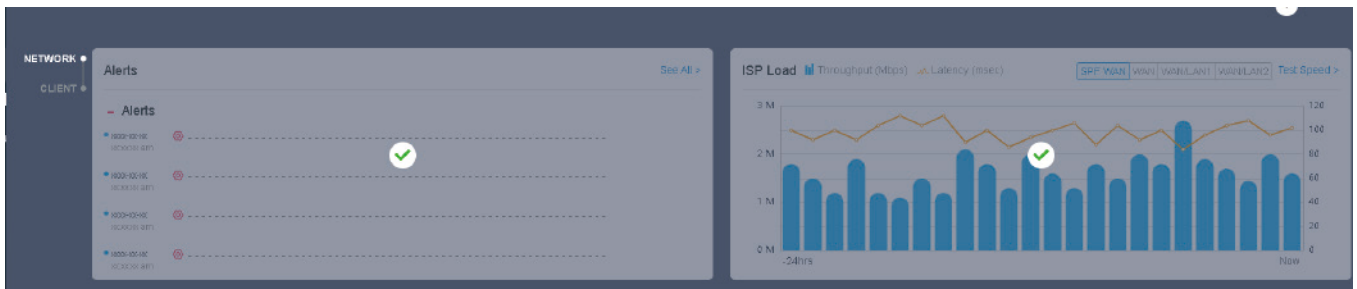 NETWORK
CLIENT
Alerts
See All >
– Alerts
ISP Load Throughput (Mbps) Latency (msec)
SPF WAN WAN WAN/LAN1 WAN/LAN2 Test Speed >
3 M
2 M
1 M
0 M
120
100
80
60
40
20
0
-24hrs
Now